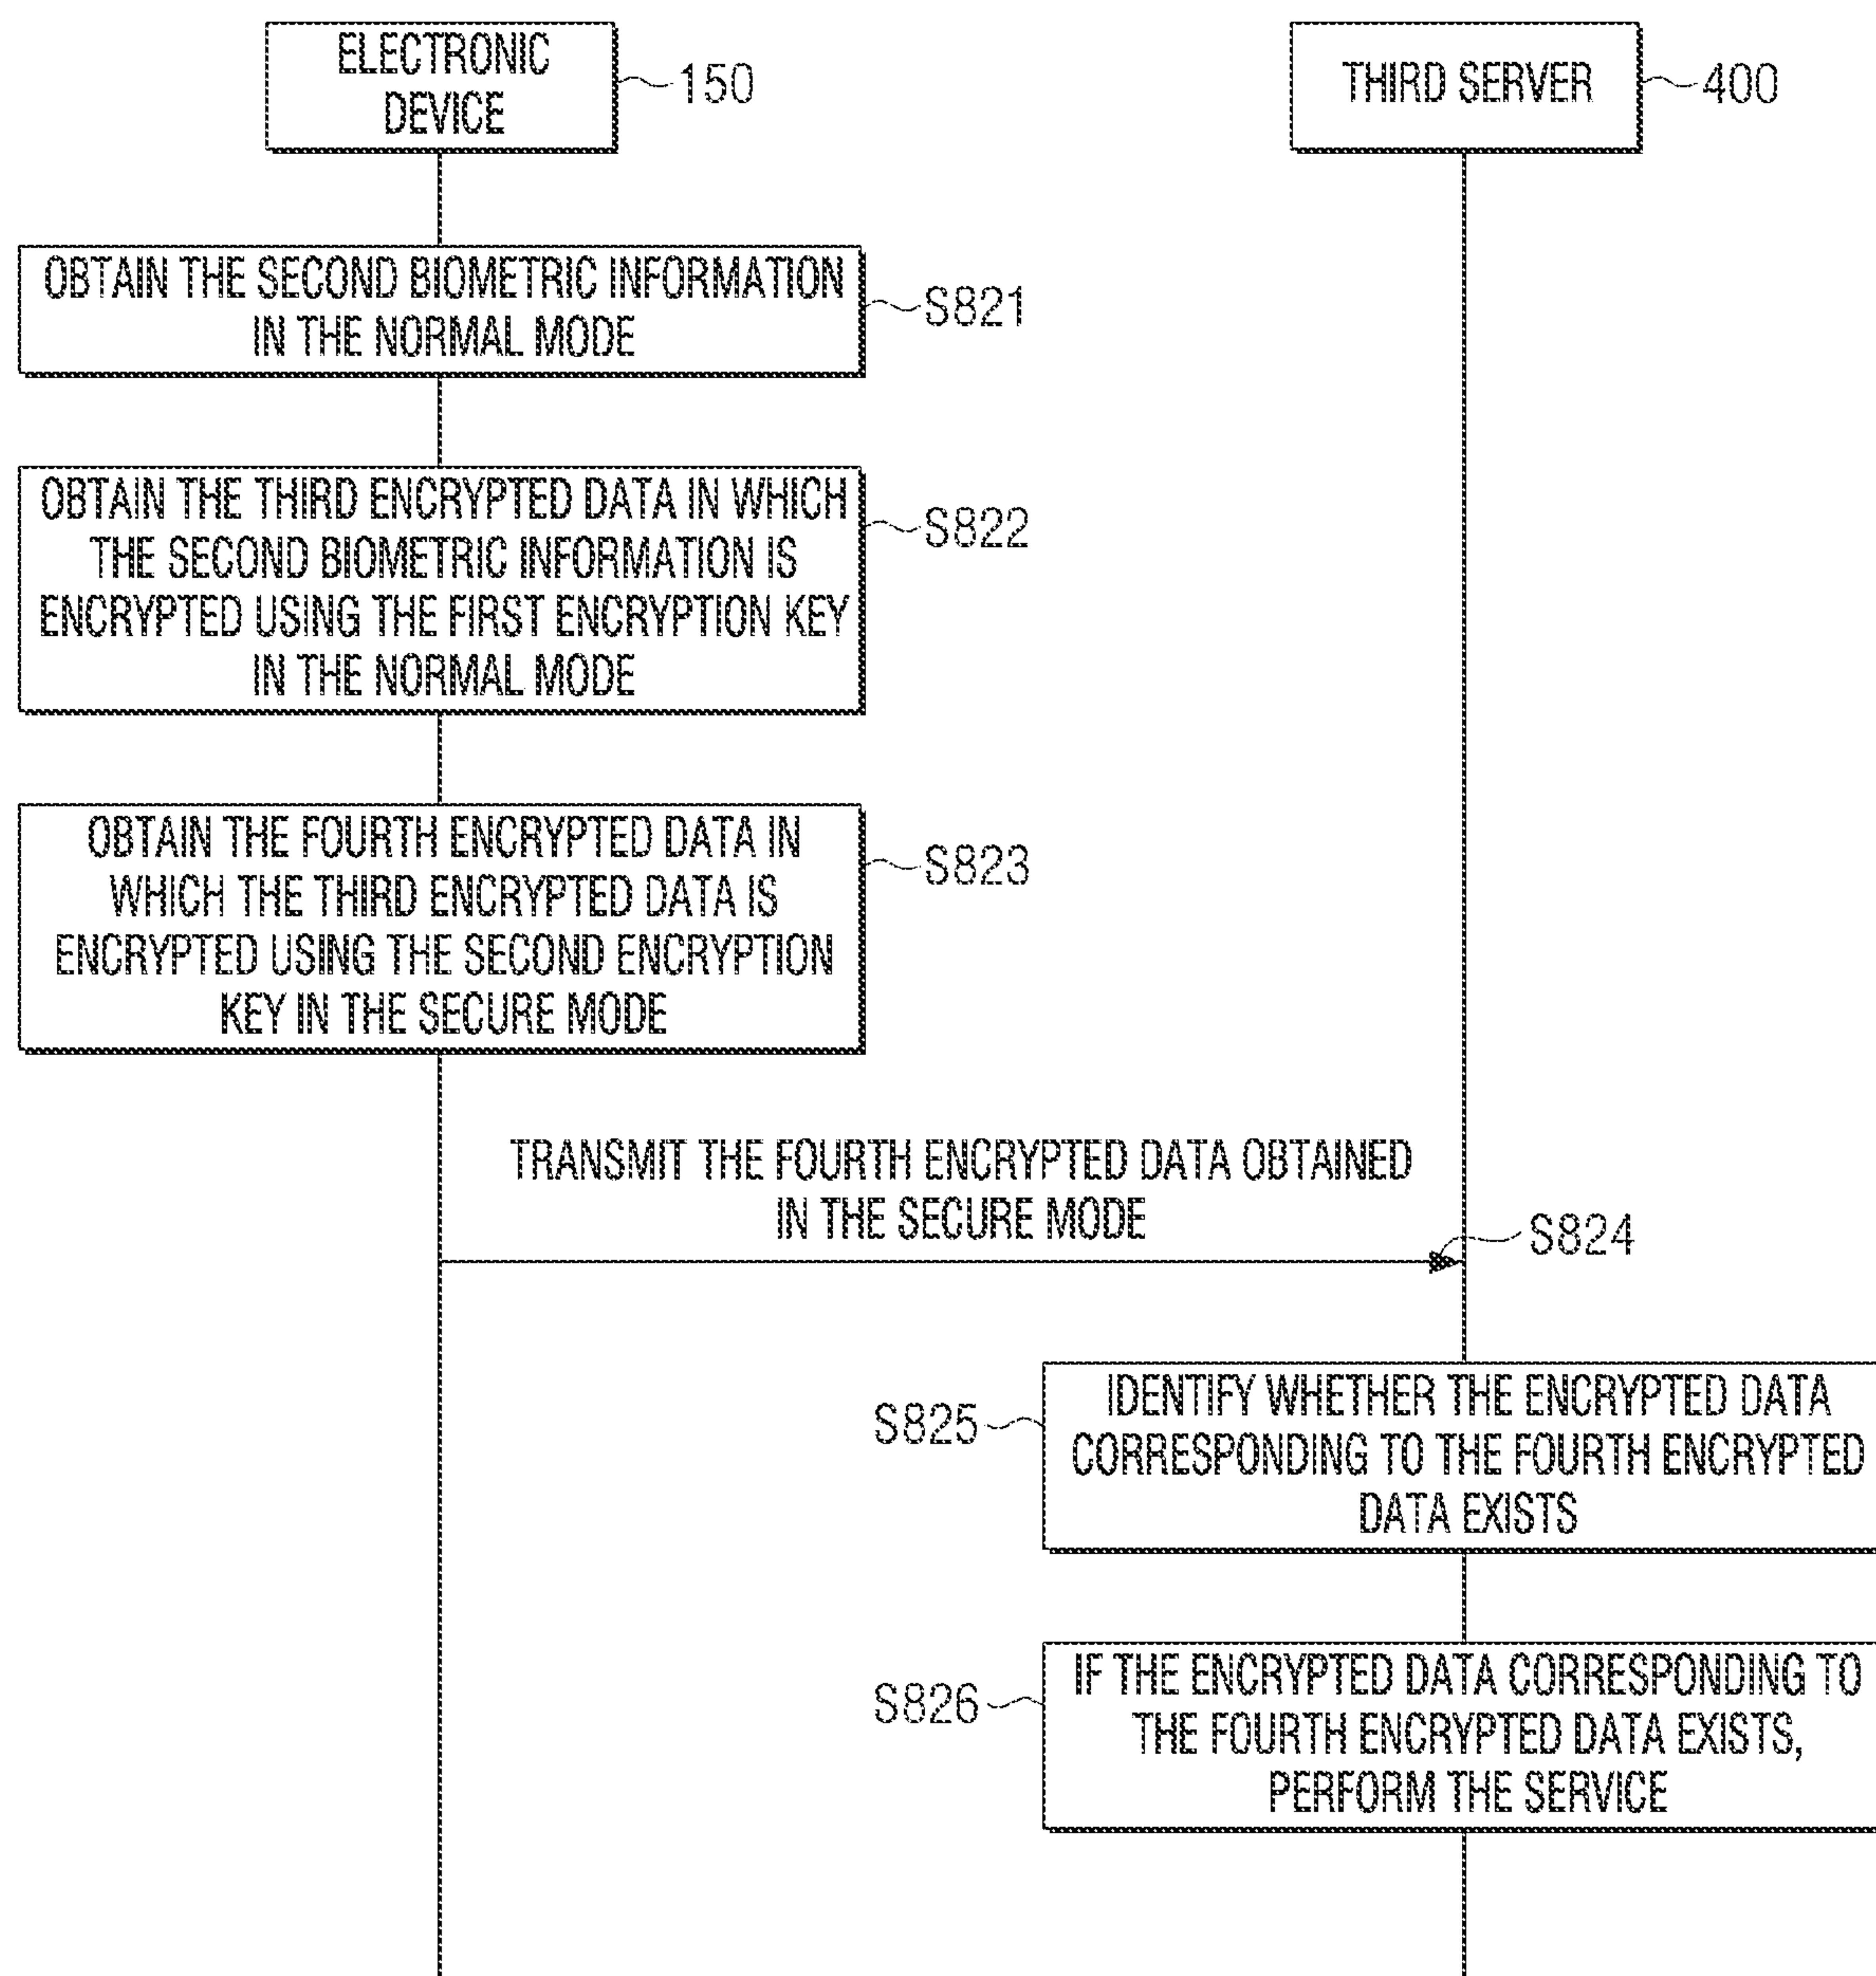 ELECTRONIC
DEVICE
150
THIRD SERVER
400
OBTAIN THE SECOND BIOMETRIC INFORMATION
IN THE NORMAL MODE
S821
OBTAIN THE THIRD ENCRYPTED DATA IN WHICH
THE SECOND BIOMETRIC INFORMATION IS
ENCRYPTED USING THE FIRST ENCRYPTION KEY
IN THE NORMAL MODE
S822
OBTAIN THE FOURTH ENCRYPTED DATA IN
WHICH THE THIRD ENCRYPTED DATA IS
ENCRYPTED USING THE SECOND ENCRYPTION
KEY IN THE SECURE MODE
S823
TRANSMIT THE FOURTH ENCRYPTED DATA OBTAINED
IN THE SECURE MODE
S824
S825
IDENTIFY WHETHER THE ENCRYPTED DATA
CORRESPONDING TO THE FOURTH ENCRYPTED
DATA EXISTS
S826
IF THE ENCRYPTED DATA CORRESPONDING TO
THE FOURTH ENCRYPTED DATA EXISTS,
PERFORM THE SERVICE